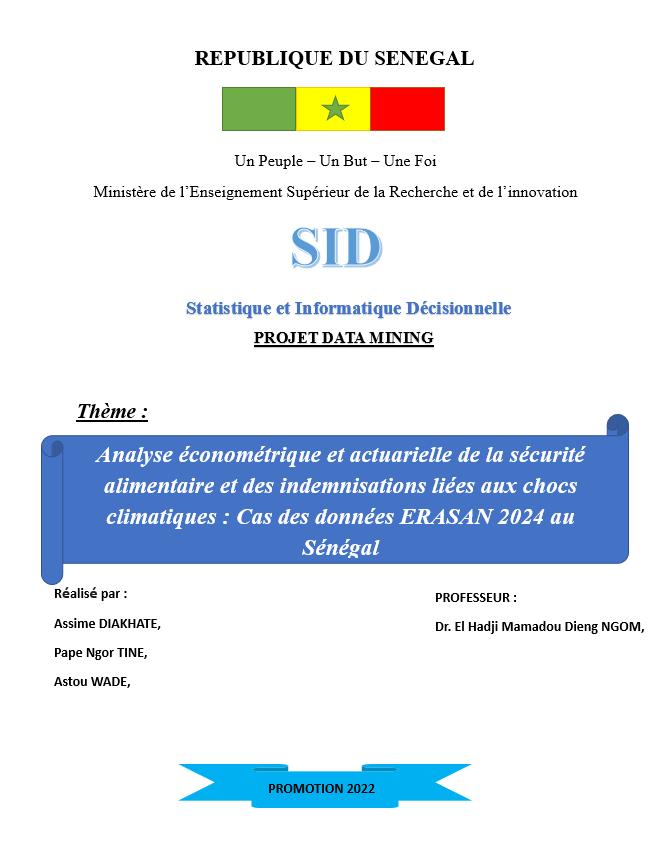 REPUBLIQUE DU SENEGAL
Un Peuple – Un But – Une Foi
Ministère de l’Enseignement Supérieur de la Recherche et de l’innovation
SID
Statistique et Informatique Décisionnelle
PROJET DATA MINING
Thème :
Analyse économétrique et actuarielle de la sécurité
alimentaire et des indemnisations liées aux chocs
climatiques : Cas des données ERASAN 2024 au
Sénégal
Réalisé par :
Assime DIAKHATE,
Pape Ngor TINE,
Astou WADE,
PROFESSEUR :
Dr. El Hadji Mamadou Dieng NGOM,
PROMOTION 2022